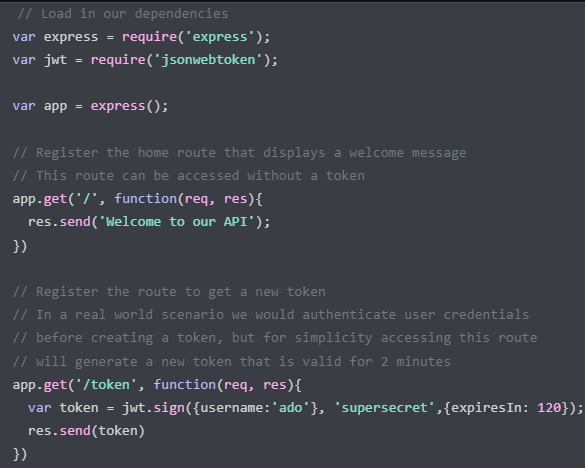 // Load in our dependencies
var express = require('express');
var jwt = require('jsonwebtoken');
var app = express();
// Register the home route that displays a welcome message
// This route can be accessed without a token
app.get('/', function(req, res){
res.send('Welcome to our API');
})
// Register the route to get a new token
// In a real world scenario we would authenticate user credentials
// before creating a token, but for simplicity accessing this route
// will generate a new token that is valid for 2 minutes
app.get('/token', function(req, res){
var token = jwt.sign({username:'ado'}, 'supersecret',{expiresIn: 120});
res.send(token)
})